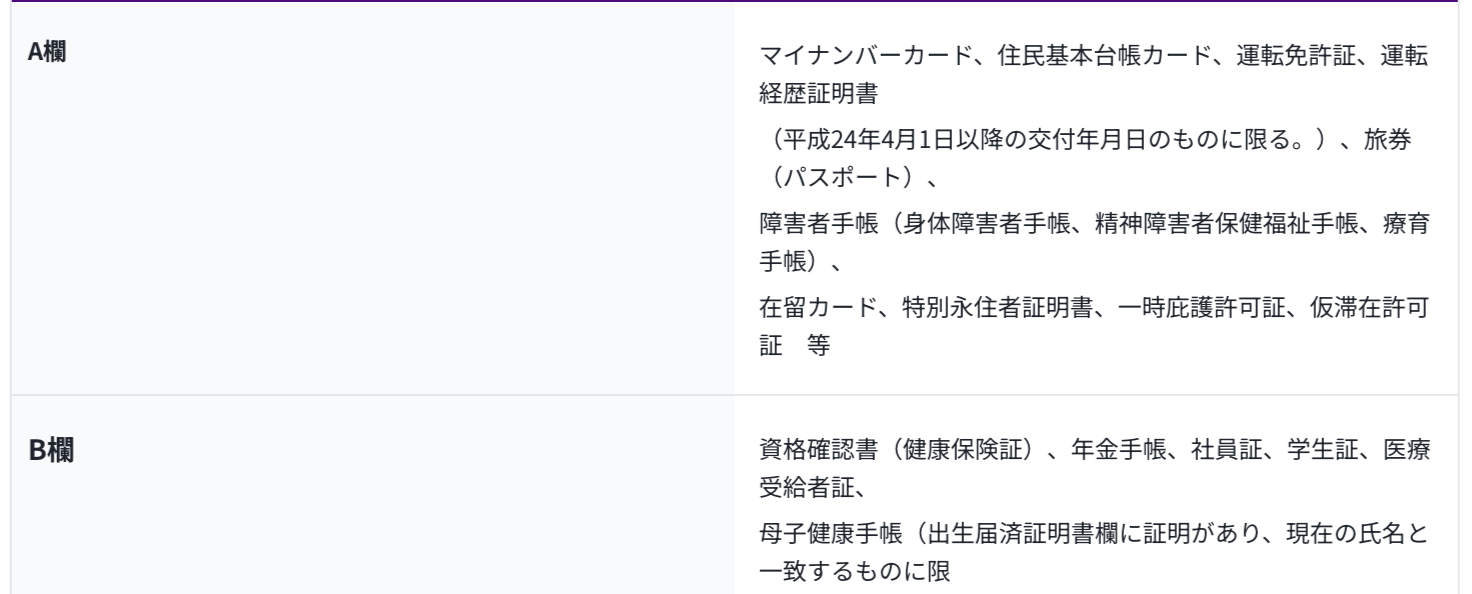 A欄
マイナンバーカード、住民基本台帳カード、運転免許証、運転
経歴証明書
（平成24年4月1日以降の交付年月日のものに限る。）、旅券
（パスポート）、
障害者手帳（身体障害者手帳、精神障害者保健福祉手帳、療育
手帳）、
在留カード、特別永住者証明書、一時庇護許可証、仮滞在許可
証　等
B欄
資格確認書（健康保険証）、年金手帳、社員証、学生証、医療
受給者証、
母子健康手帳（出生届済証明書欄に証明があり、現在の氏名と
一致するものに限